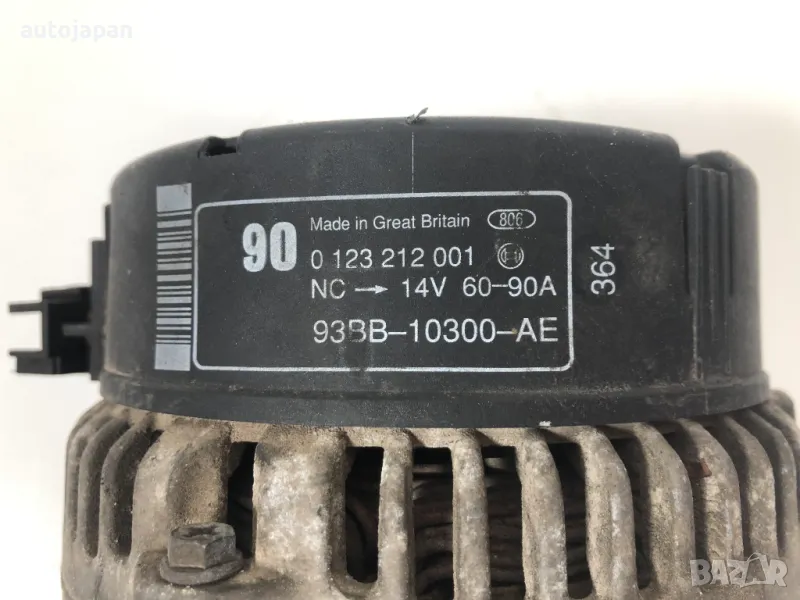 autojapan
90
Made in Great Britain 806
0 123 212 001
NC → 14V 60-90A
93BB-10300-AE
364
BAZAR